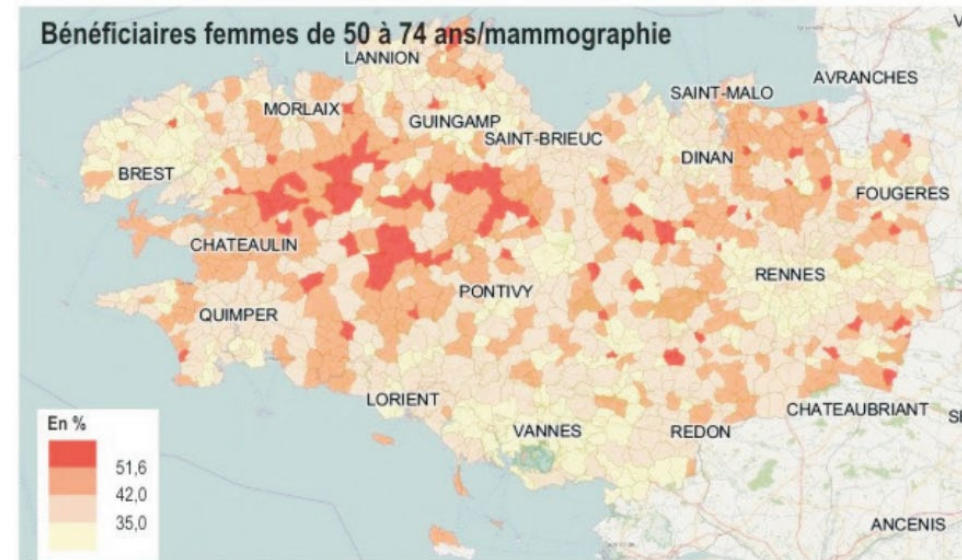 Bénéficiaires femmes de 50 à 74 ans/mammographie
LANNION
AVRANCHES
SAINT-MALO
MORLAIX
GUINGAMP
SAINT-BRIEUC
DINAN
BREST
FOUGERES
CHATEAULIN
RENNES
PONTIVY
QUIMPER
LORIENT
CHATEAUBRIANT
VANNES
REDON
En %
51,6
42,0
35,0
ANCENIS